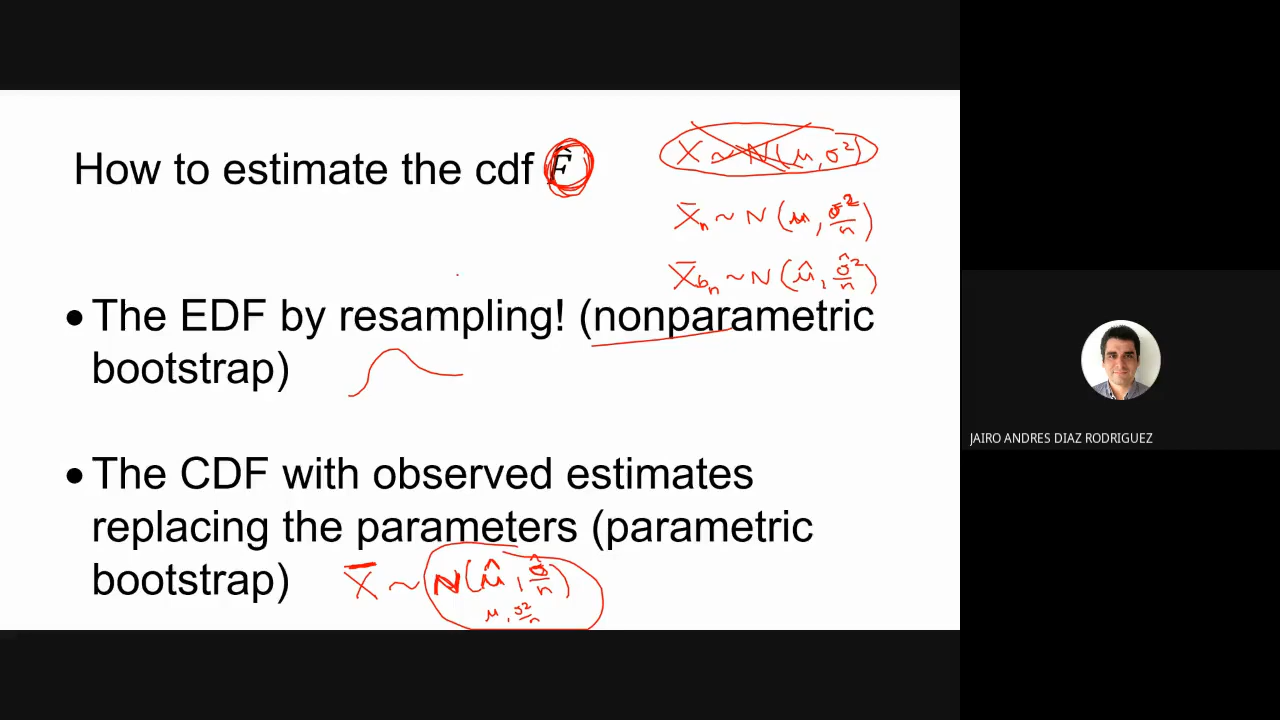 How to estimate the cdf F̂
X ~ N(μ, σ²)
X̄ₙ ~ N(μ, σ²/n)
X̄bₙ ~ N(μ̂, σ̂²/n)
• The EDF by resampling! (nonparametric
bootstrap)
• The CDF with observed estimates
replacing the parameters (parametric
bootstrap) X̄ ~ N(μ̂, σ̂/n)
μ, σ²/n
JAIRO ANDRES DIAZ RODRIGUEZ